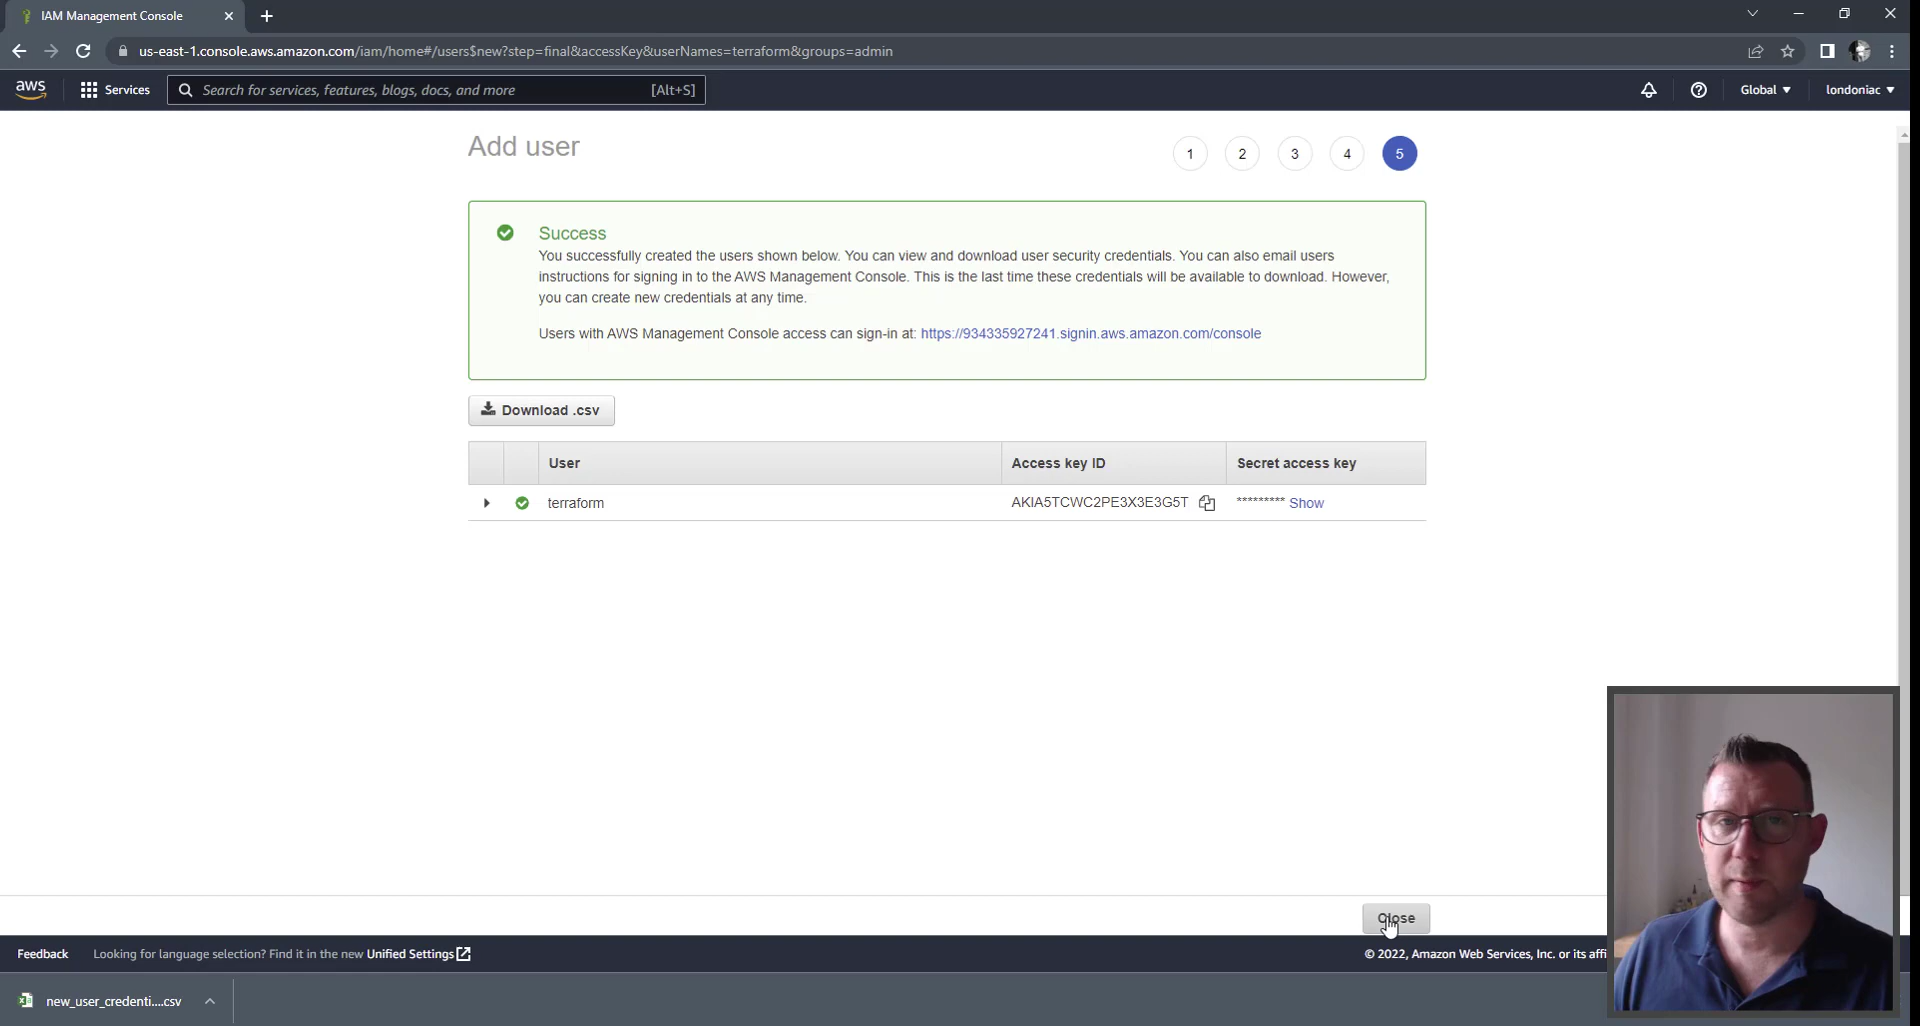 IAM Management Console
us-east-1.console.aws.amazon.com/iam/home#/users$new?step=final&accessKey&userNames=terraform&groups=admin
aws
Services
Search for services, features, blogs, docs, and more
[Alt+S]
Global
londoniac
Add user
1
2
3
4
5
Success
You successfully created the users shown below. You can view and download user security credentials. You can also email users
instructions for signing in to the AWS Management Console. This is the last time these credentials will be available to download. However,
you can create new credentials at any time.
Users with AWS Management Console access can sign-in at: https://934335927241.signin.aws.amazon.com/console
Download .csv
User
Access key ID
Secret access key
terraform
AKIA5TCWC2PE3X3E3G5T
********* Show
Close
Feedback
Looking for language selection? Find it in the new Unified Settings
© 2022, Amazon Web Services, Inc. or its affi
new_user_credenti....csv